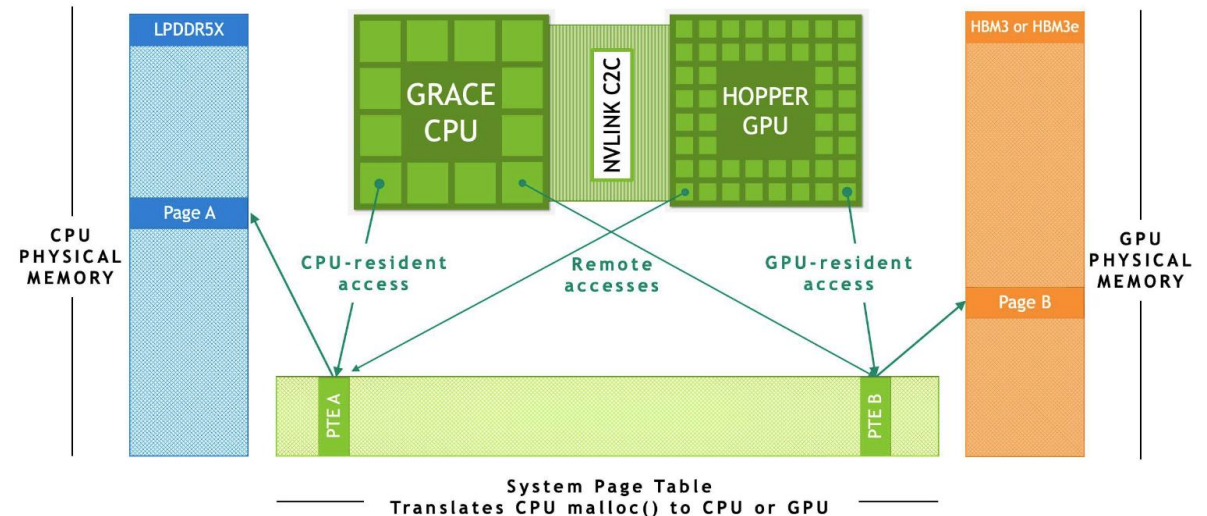 LPDDR5X
Page A
CPU
PHYSICAL
MEMORY
GRACE
CPU
NVLINK C2C
HOPPER
GPU
HBM3 or HBM3e
Page B
GPU
PHYSICAL
MEMORY
CPU-resident
access
Remote
accesses
GPU-resident
access
PTE A
PTE B
System Page Table
Translates CPU malloc() to CPU or GPU